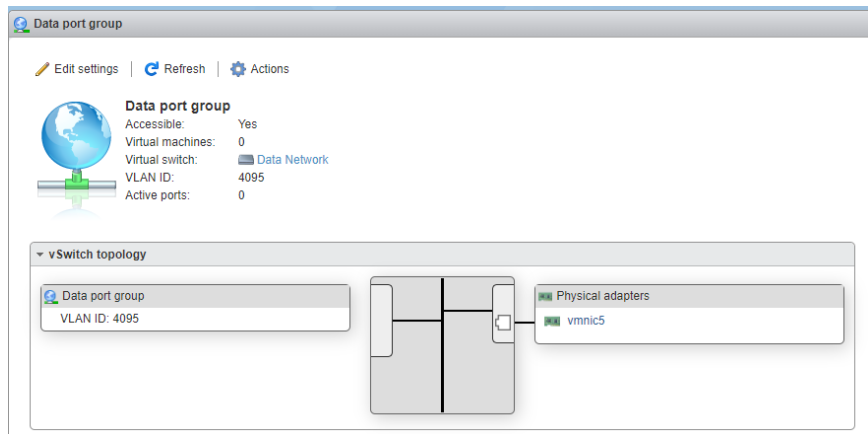 Data port group
Edit settings Refresh Actions
Data port group
Accessible: Yes
Virtual machines: 0
Virtual switch: Data Network
VLAN ID: 4095
Active ports: 0
vSwitch topology
Data port group
VLAN ID: 4095
Physical adapters
vmnic5